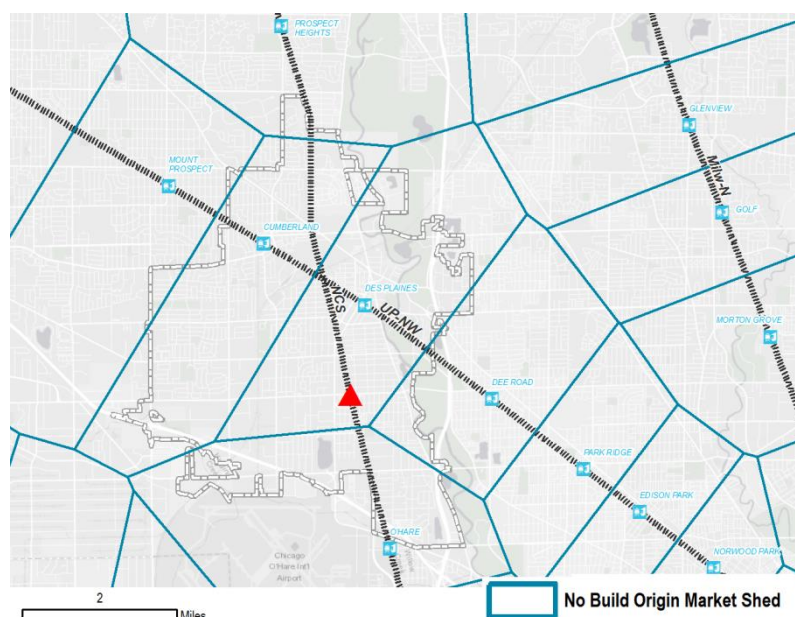 PROSPECT
HEIGHTS
GLENVIEW
MOUNT
PROSPECT
Milw-N
GOLF
CUMBERLAND
DES PLAINES
NCS
UP-NW
MORTON GROVE
DEE ROAD
PARK RIDGE
EDISON PARK
O'HARE
Chicago
O'Hare Int'l
Airport
NORWOOD PARK
2
Miles
No Build Origin Market Shed